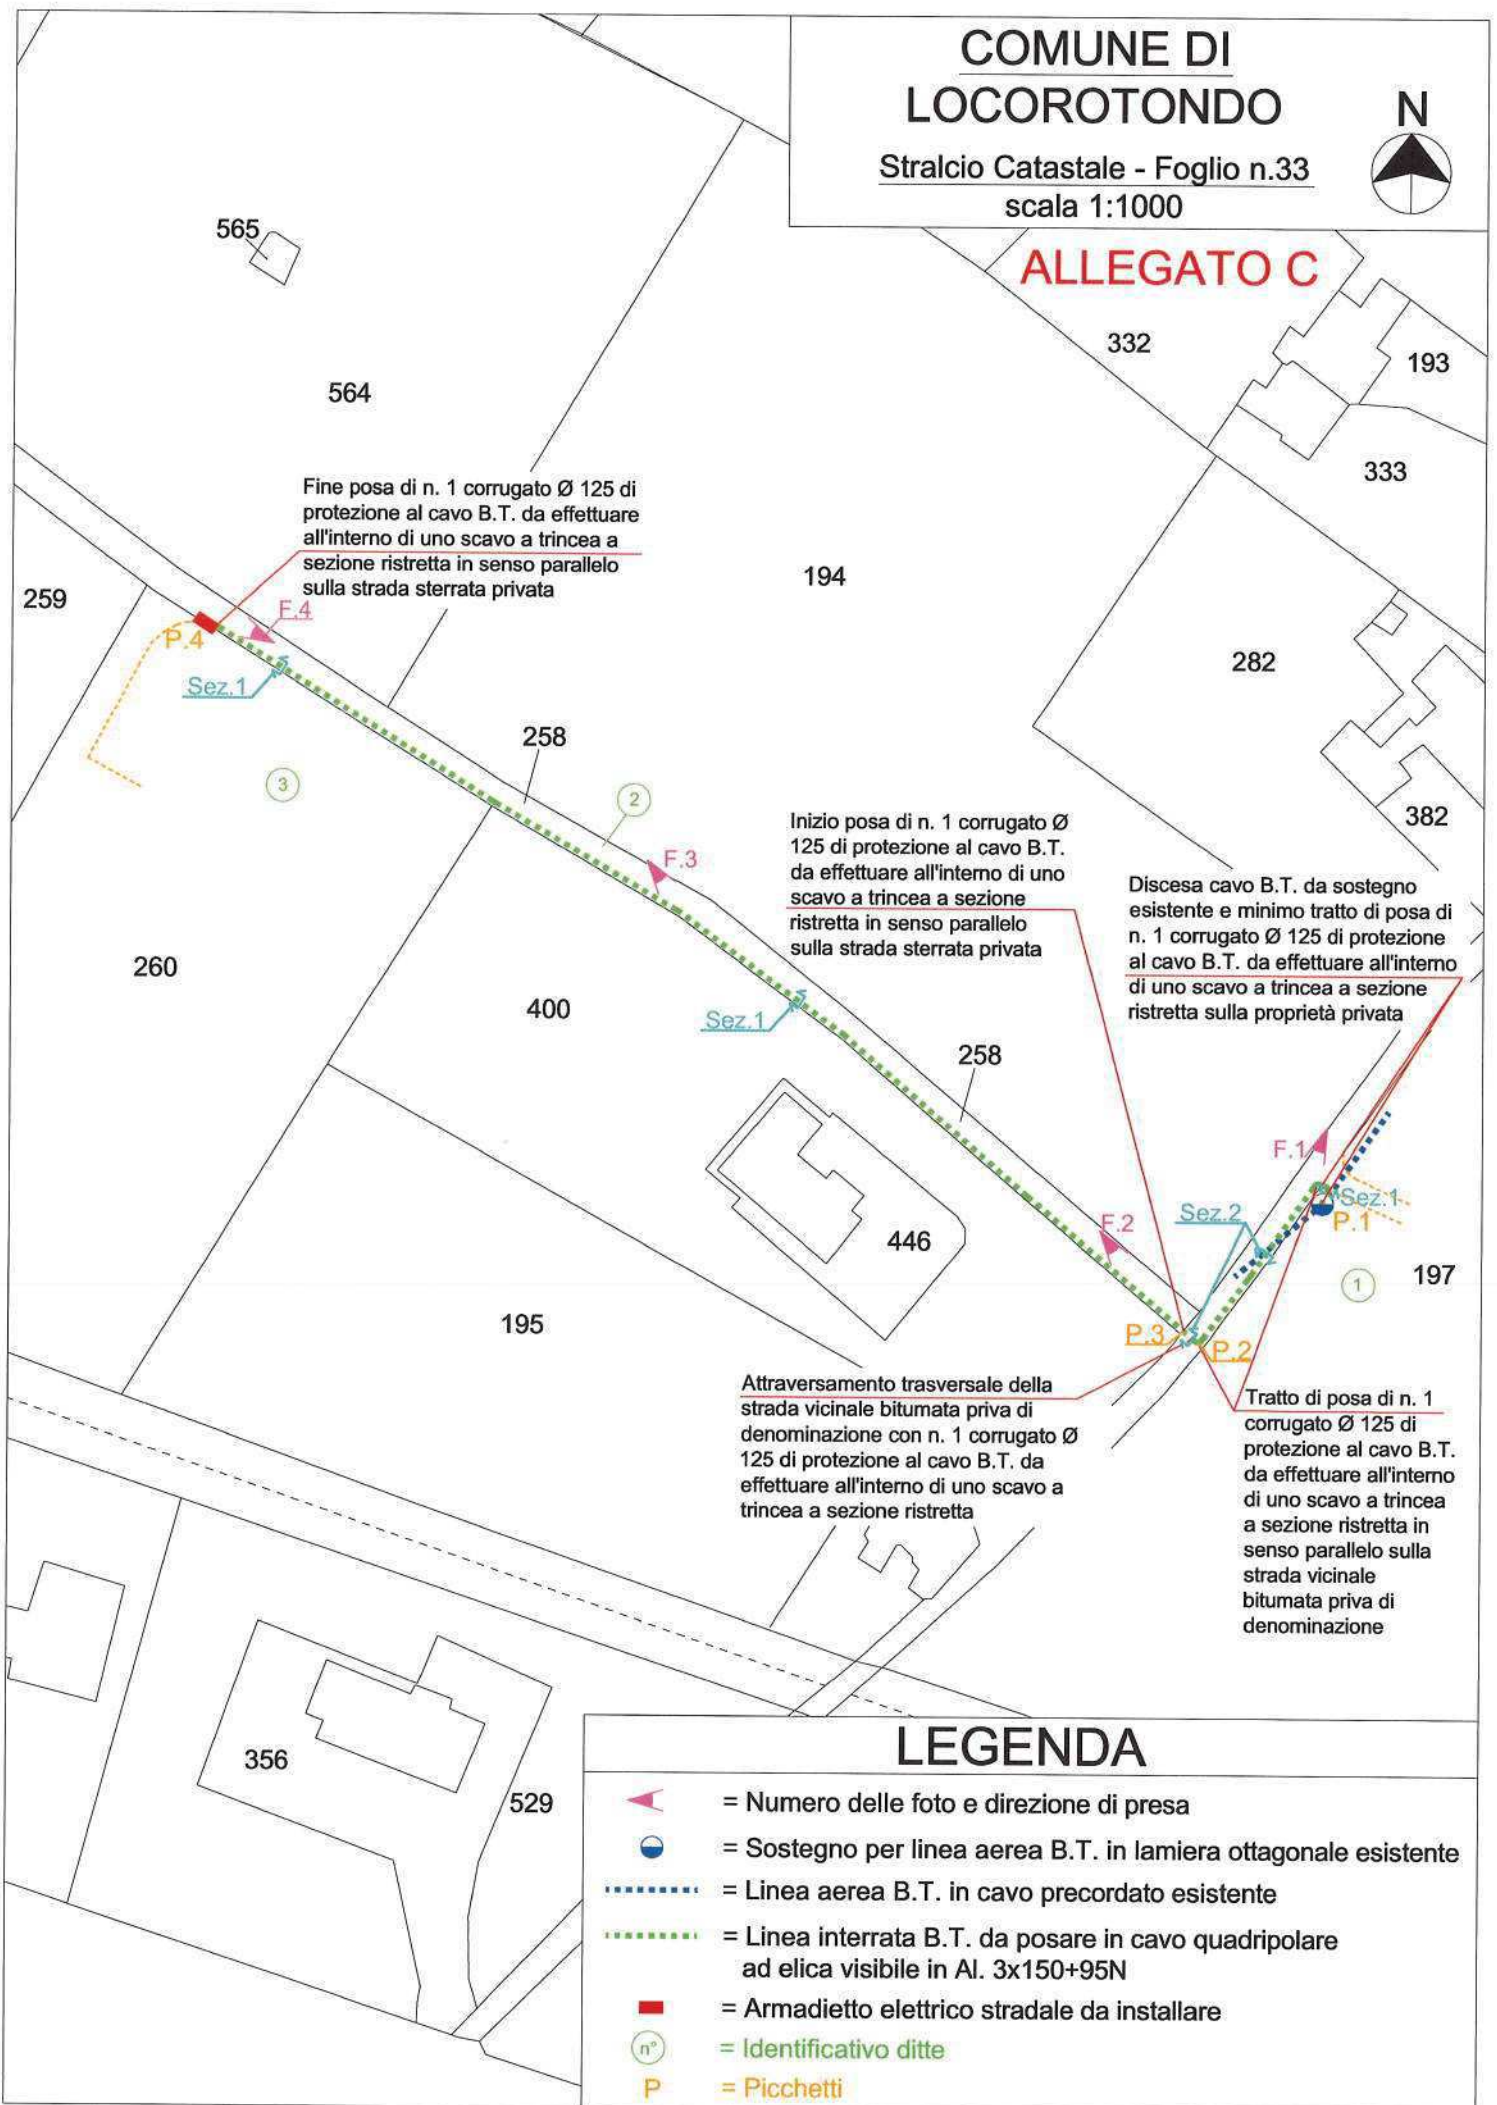 COMUNE DI
LOCOROTONDO
Stralcio Catastale - Foglio n.33
scala 1:1000
N
ALLEGATO C
565
564
332
193
333
Fine posa di n. 1 corrugato Ø 125 di
protezione al cavo B.T. da effettuare
all'interno di uno scavo a trincea a
sezione ristretta in senso parallelo
sulla strada sterrata privata
259
F.4
P.4
Sez.1
194
282
258
3
2
F.3
382
Inizio posa di n. 1 corrugato Ø
125 di protezione al cavo B.T.
da effettuare all'interno di uno
scavo a trincea a sezione
ristretta in senso parallelo
sulla strada sterrata privata
Discesa cavo B.T. da sostegno
esistente e minimo tratto di posa di
n. 1 corrugato Ø 125 di protezione
al cavo B.T. da effettuare all'interno
di uno scavo a trincea a sezione
ristretta sulla proprietà privata
260
400
Sez.1
258
F.1
Sez.1
P.1
Sez.2
F.2
446
197
1
195
P.3
P.2
Attraversamento trasversale della
strada vicinale bitumata priva di
denominazione con n. 1 corrugato Ø
125 di protezione al cavo B.T. da
effettuare all'interno di uno scavo a
trincea a sezione ristretta
Tratto di posa di n. 1
corrugato Ø 125 di
protezione al cavo B.T.
da effettuare all'interno
di uno scavo a trincea
a sezione ristretta in
senso parallelo sulla
strada vicinale
bitumata priva di
denominazione
356
529
LEGENDA
= Numero delle foto e direzione di presa
= Sostegno per linea aerea B.T. in lamiera ottagonale esistente
= Linea aerea B.T. in cavo precordato esistente
= Linea interrata B.T. da posare in cavo quadripolare
ad elica visibile in Al. 3x150+95N
= Armadietto elettrico stradale da installare
n° = Identificativo ditte
P = Picchetti